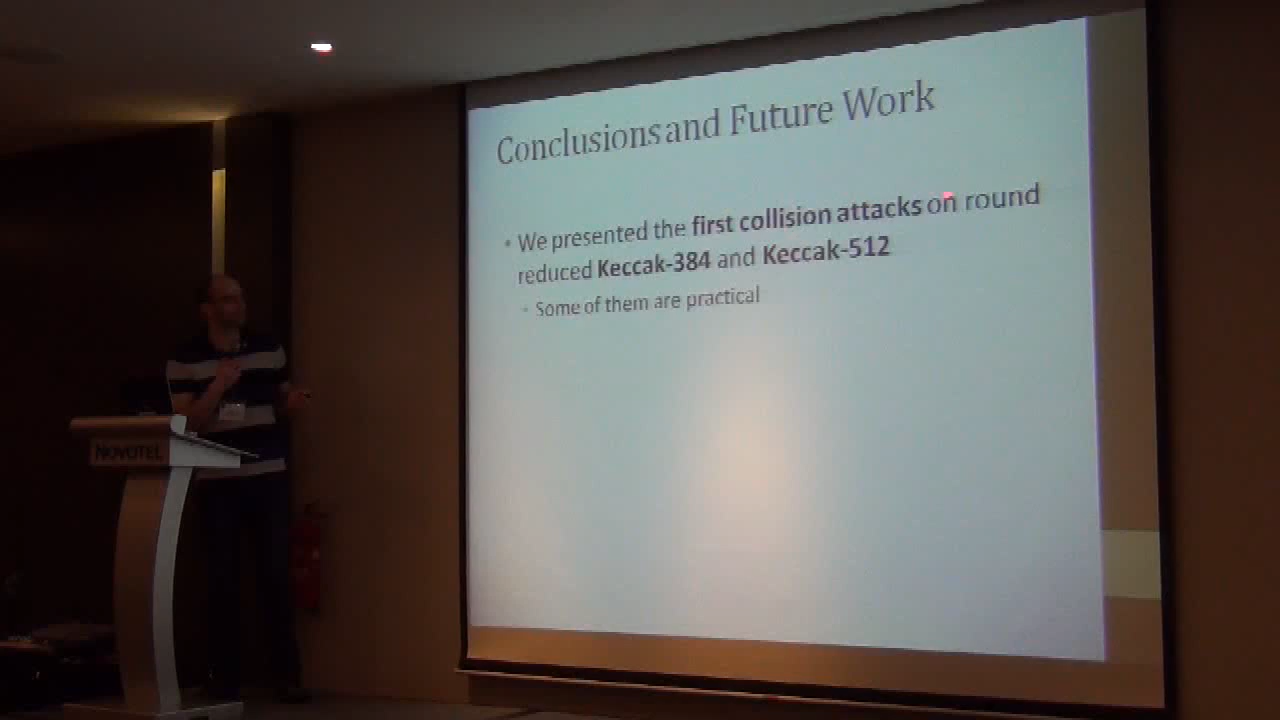 Conclusions and Future Work
• We presented the first collision attacks on round
reduced Keccak-384 and Keccak-512
• Some of them are practical
NOVOTEL